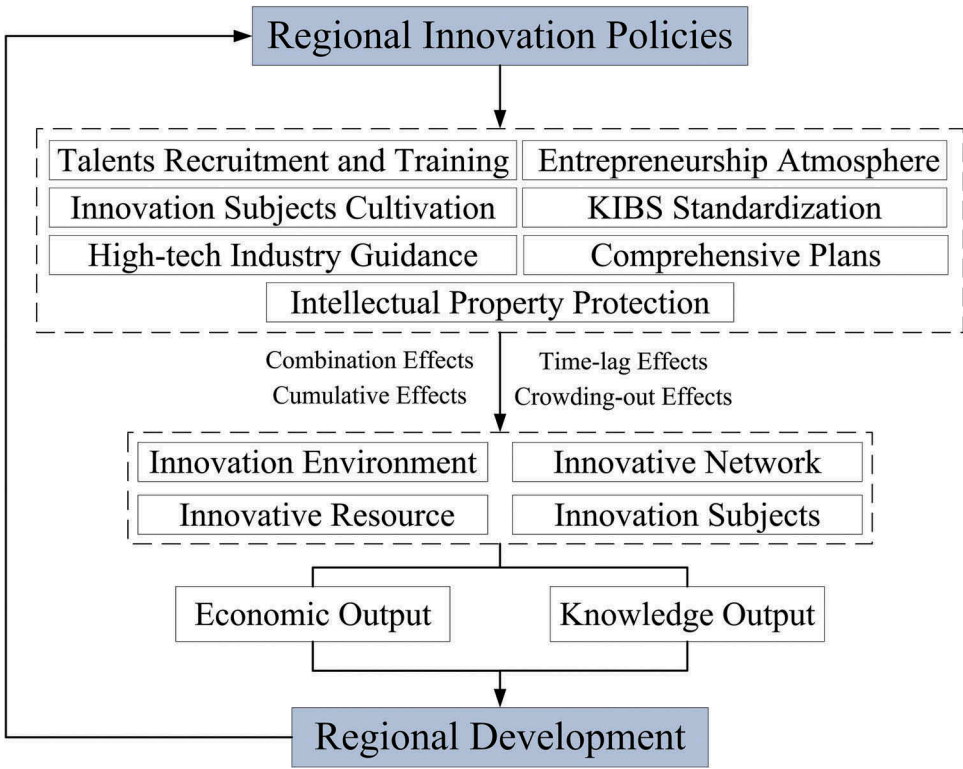 Regional Innovation Policies
Talents Recruitment and Training
Entrepreneurship Atmosphere
Innovation Subjects Cultivation
KIBS Standardization
High-tech Industry Guidance
Comprehensive Plans
Intellectual Property Protection
Combination Effects
Time-lag Effects
Cumulative Effects
Crowding-out Effects
Innovation Environment
Innovative Network
Innovative Resource
Innovation Subjects
Economic Output
Knowledge Output
Regional Development